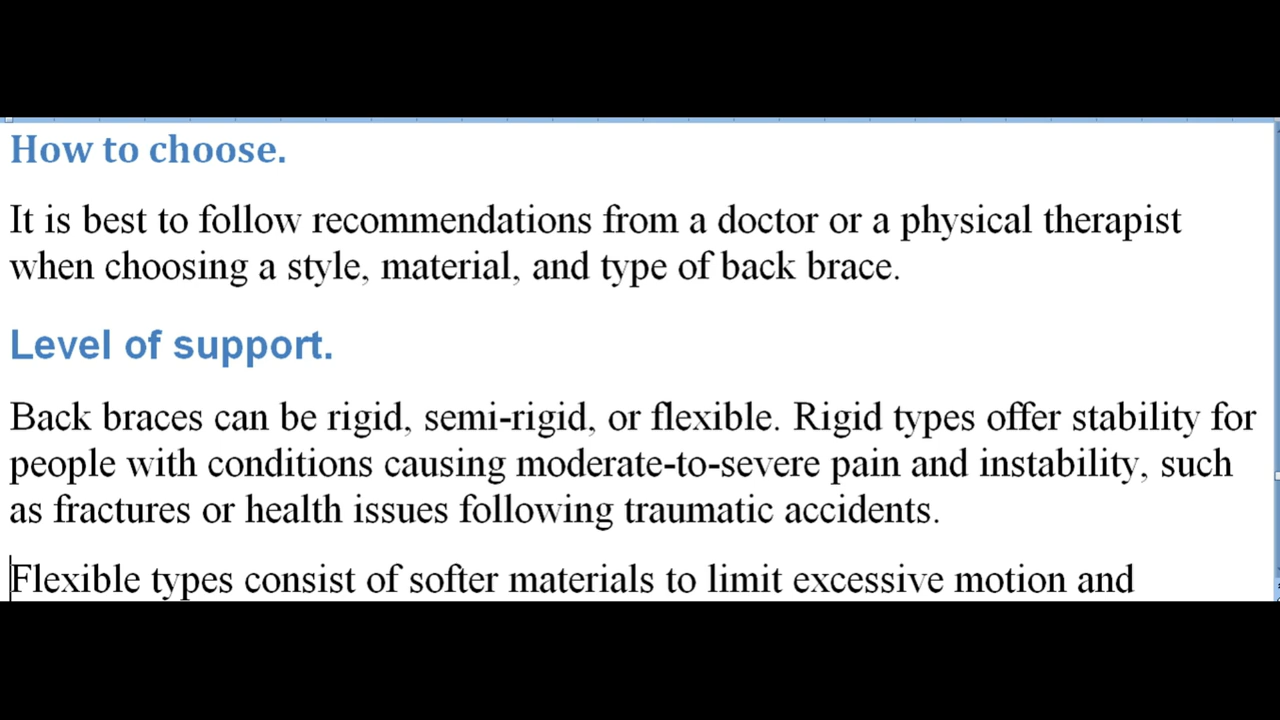 How to choose.
It is best to follow recommendations from a doctor or a physical therapist
when choosing a style, material, and type of back brace.
Level of support.
Back braces can be rigid, semi-rigid, or flexible. Rigid types offer stability for
people with conditions causing moderate-to-severe pain and instability, such
as fractures or health issues following traumatic accidents.
Flexible types consist of softer materials to limit excessive motion and